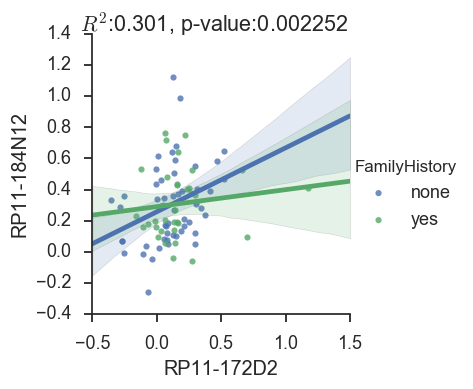 R²:0.301, p-value:0.002252
1.4
1.2
1.0
0.8
0.6
0.4
0.2
0.0
−0.2
−0.4
RP11-184N12
FamilyHistory
none
yes
−0.5 0.0 0.5 1.0 1.5
RP11-172D2